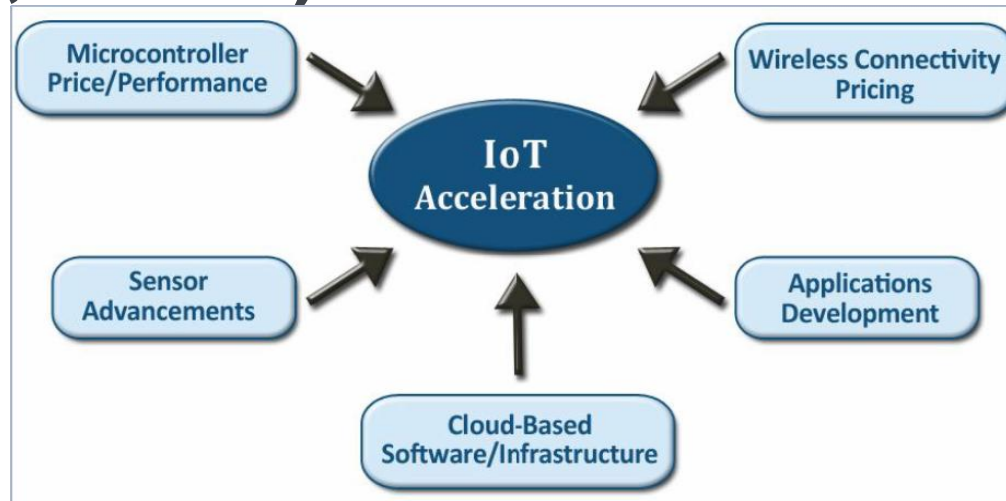 Microcontroller
Price/Performance
Wireless Connectivity
Pricing
IoT
Acceleration
Sensor
Advancements
Applications
Development
Cloud-Based
Software/Infrastructure